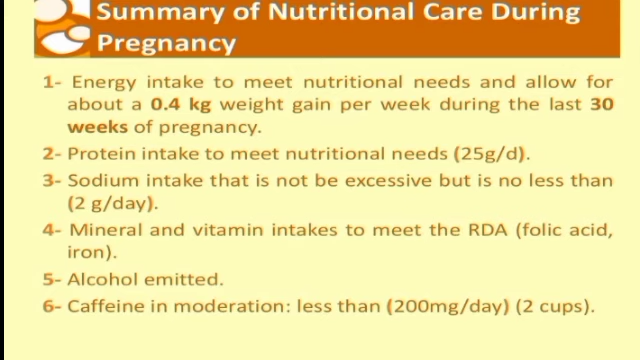 Summary of Nutritional Care During
Pregnancy
1- Energy intake to meet nutritional needs and allow for
about a 0.4 kg weight gain per week during the last 30
weeks of pregnancy.
2- Protein intake to meet nutritional needs (25g/d).
3- Sodium intake that is not be excessive but is no less than
(2 g/day).
4- Mineral and vitamin intakes to meet the RDA (folic acid,
iron).
5- Alcohol emitted.
6- Caffeine in moderation: less than (200mg/day) (2 cups).